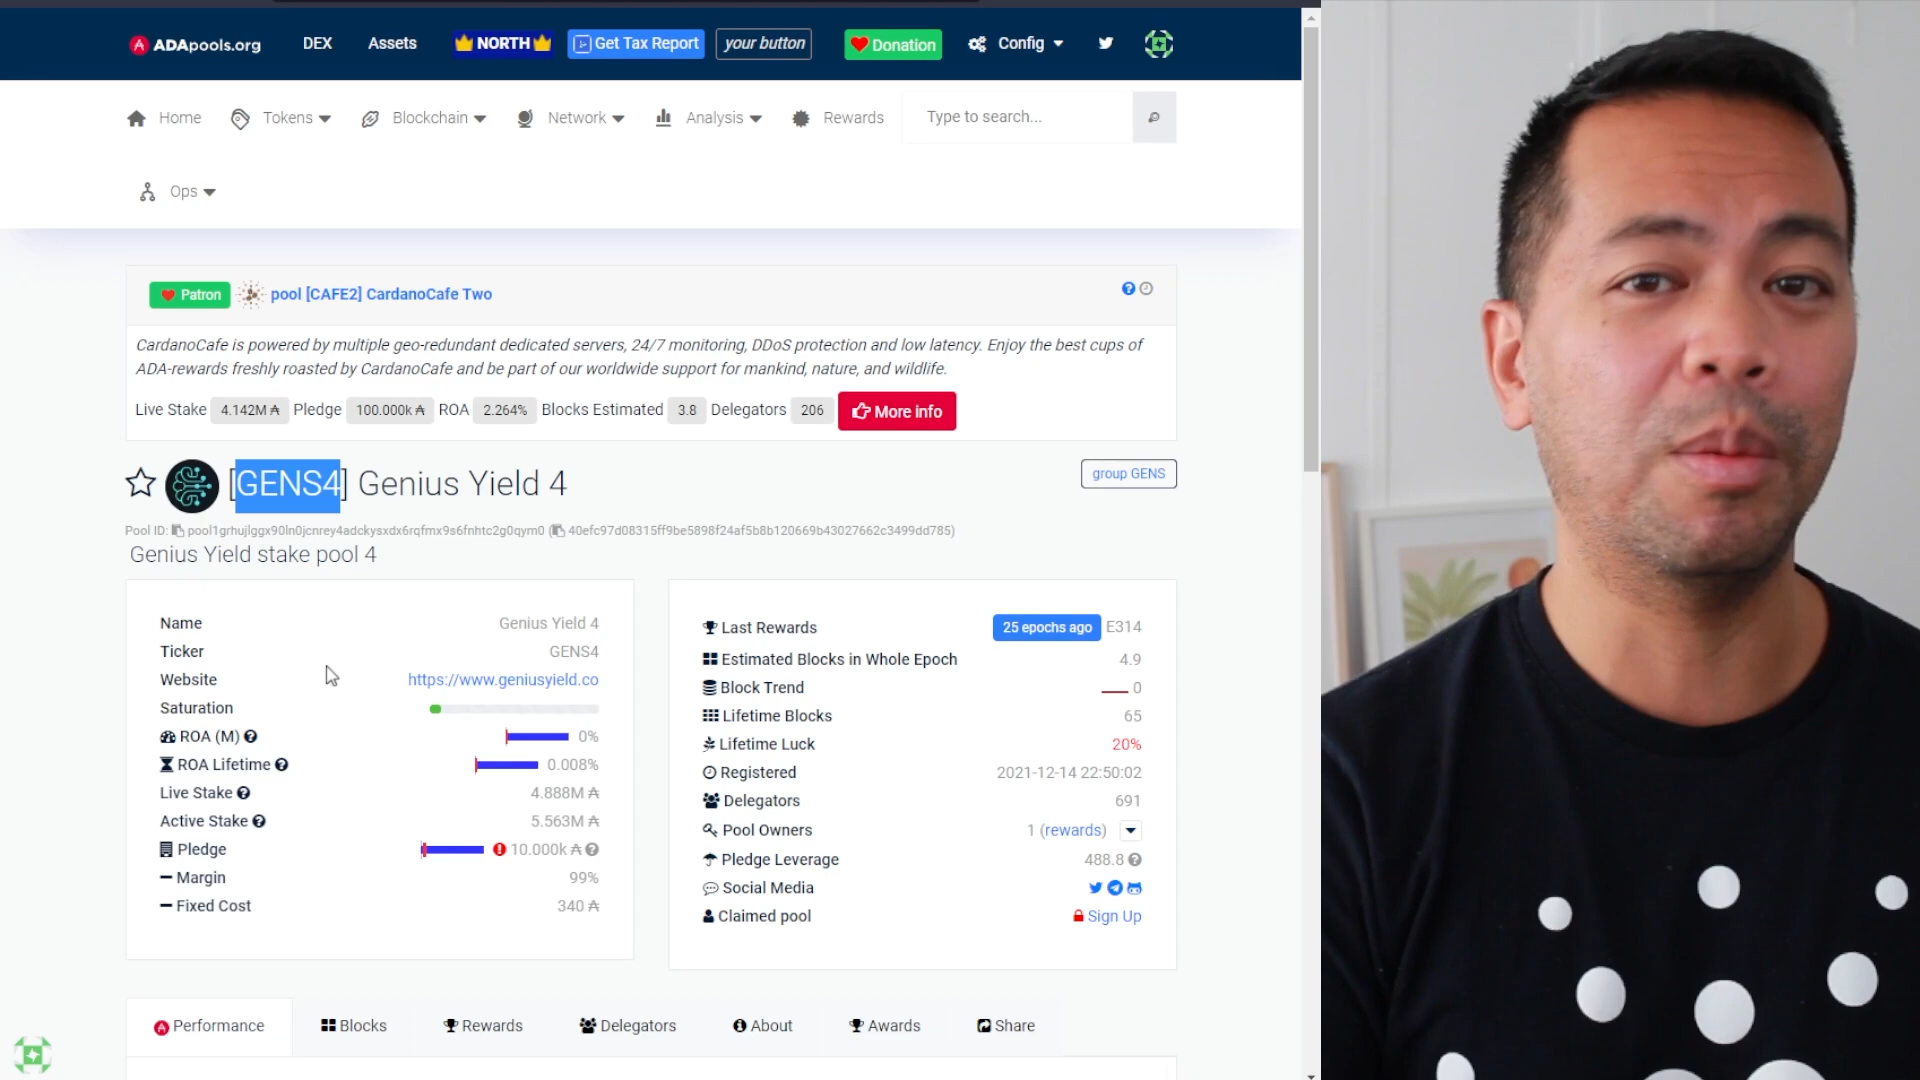 ADApools.org DEX Assets NORTH Get Tax Report your button Donation Config
Home Tokens Blockchain Network Analysis Rewards Type to search...
Ops
Patron pool [CAFE2] CardanoCafe Two
CardanoCafe is powered by multiple geo-redundant dedicated servers, 24/7 monitoring, DDoS protection and low latency. Enjoy the best cups of
ADA-rewards freshly roasted by CardanoCafe and be part of our worldwide support for mankind, nature, and wildlife.
Live Stake 4.142M ₳ Pledge 100.000k ₳ ROA 2.264% Blocks Estimated 3.8 Delegators 206 More info
[GENS4] Genius Yield 4
group GENS
Pool ID: pool1grhujlggx90ln0jcnrey4adckysxdx6rqfmx9s6fnhtc2g0qym0 (40efc97d08315ff9be5898f24af5b8b120669b43027662c3499dd785)
Genius Yield stake pool 4
Name Genius Yield 4
Ticker GENS4
Website https://www.geniusyield.co
Saturation
ROA (M) 0%
ROA Lifetime 0.008%
Live Stake 4.888M ₳
Active Stake 5.563M ₳
Pledge 10.000k ₳
Margin 99%
Fixed Cost 340 ₳
Last Rewards 25 epochs ago E314
Estimated Blocks in Whole Epoch 4.9
Block Trend 0
Lifetime Blocks 65
Lifetime Luck 20%
Registered 2021-12-14 22:50:02
Delegators 691
Pool Owners 1 (rewards)
Pledge Leverage 488.8
Social Media
Claimed pool Sign Up
Performance Blocks Rewards Delegators About Awards Share